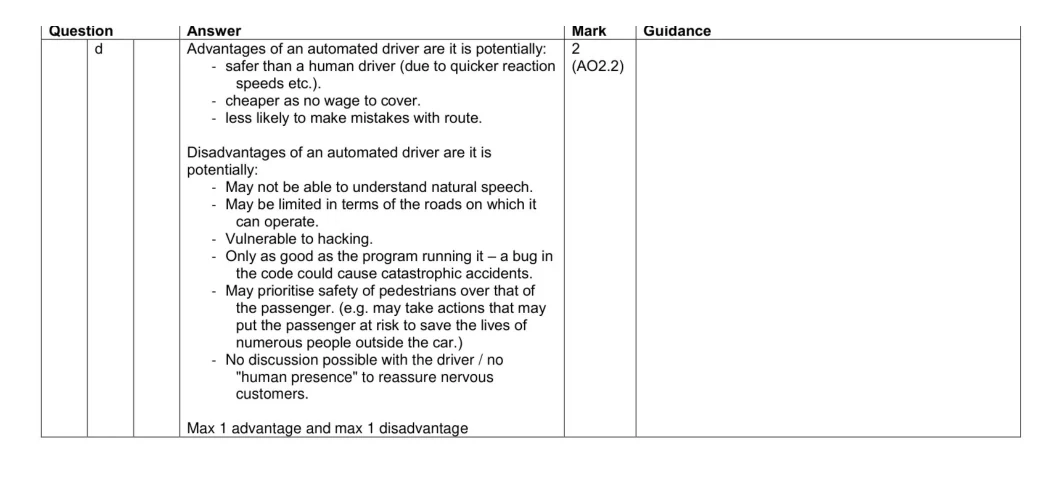 Question Answer Mark Guidance
d Advantages of an automated driver are it is potentially: 2
- safer than a human driver (due to quicker reaction (AO2.2)
speeds etc.).
- cheaper as no wage to cover.
- less likely to make mistakes with route.
Disadvantages of an automated driver are it is
potentially:
- May not be able to understand natural speech.
- May be limited in terms of the roads on which it
can operate.
- Vulnerable to hacking.
- Only as good as the program running it – a bug in
the code could cause catastrophic accidents.
- May prioritise safety of pedestrians over that of
the passenger. (e.g. may take actions that may
put the passenger at risk to save the lives of
numerous people outside the car.)
- No discussion possible with the driver / no
"human presence" to reassure nervous
customers.
Max 1 advantage and max 1 disadvantage